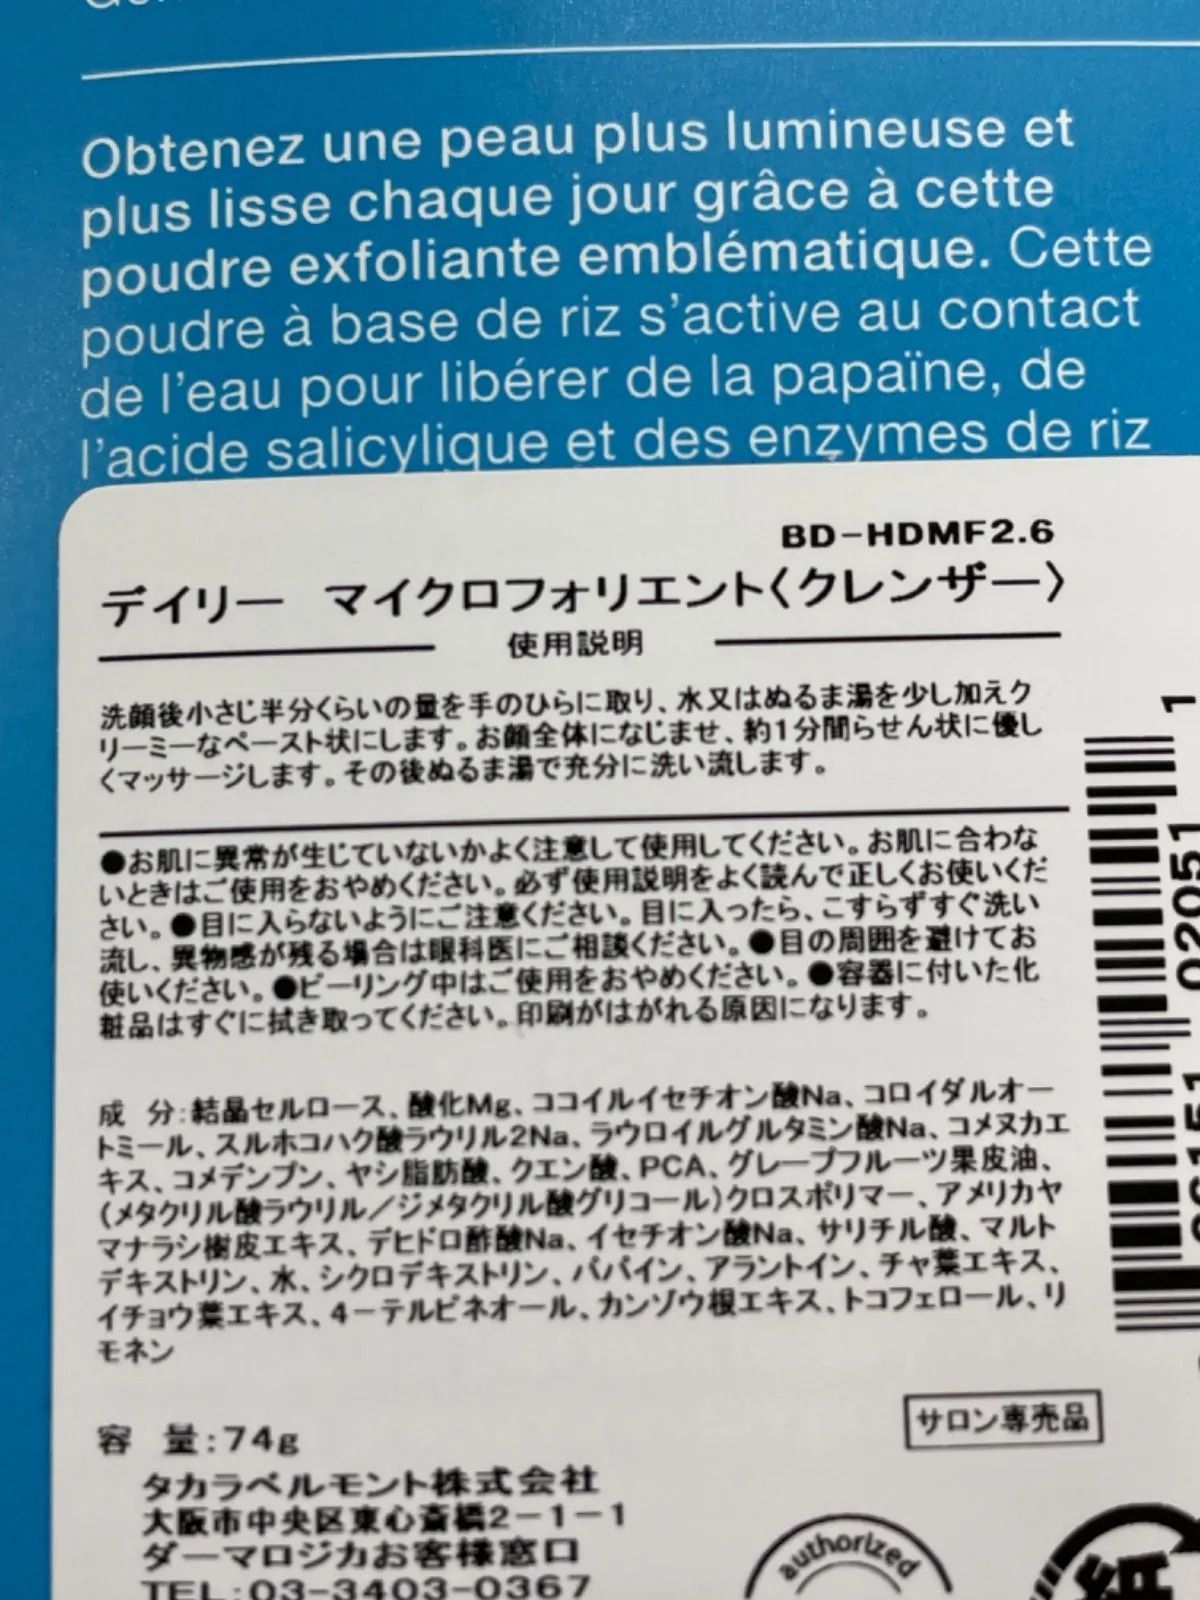 Obtenez une peau plus lumineuse et
plus lisse chaque jour grâce à cette
poudre exfoliante emblématique. Cette
poudre à base de riz s'active au contact
de l'eau pour libérer de la papaïne, de
l'acide salicylique et des enzymes de riz
BD-HDMF2.6
デイリー マイクロフォリエント〈クレンザー〉
使用説明
洗顔後小さじ半分くらいの量を手のひらに取り、水又はぬるま湯を少し加えク
リーミーなペースト状にします。お顔全体になじませ、約1分間らせん状に優し
くマッサージします。その後ぬるま湯で充分に洗い流します。
●お肌に異常が生じていないかよく注意して使用してください。お肌に合わな
いときはご使用をおやめください。必ず使用説明をよく読んで正しくお使いくだ
さい。●目に入らないようにご注意ください。目に入ったら、こすらずすぐ洗い
流し、異物感が残る場合は眼科医にご相談ください。●目の周囲を避けてお
使いください。●ピーリング中はご使用をおやめください。●容器に付いた化
粧品はすぐに拭き取ってください。印刷がはがれる原因になります。
成 分:結晶セルロース、酸化Mg、ココイルイセチオン酸Na、コロイダルオー
トミール、スルホコハク酸ラウリル2Na、ラウロイルグルタミン酸Na、コメヌカエ
キス、コメデンプン、ヤシ脂肪酸、クエン酸、PCA、グレープフルーツ果皮油、
(メタクリル酸ラウリル／ジメタクリル酸グリコール)クロスポリマー、アメリカヤ
マナラシ樹皮エキス、デヒドロ酢酸Na、イセチオン酸Na、サリチル酸、マルト
デキストリン、水、シクロデキストリン、パパイン、アラントイン、チャ葉エキス、
イチョウ葉エキス、4－テルピネオール、カンゾウ根エキス、トコフェロール、リ
モネン
容 量:74g
サロン専売品
タカラベルモント株式会社
大阪市中央区東心斎橋2－1－1
ダーマロジカお客様窓口
TEL:03-3403-0367
authorized